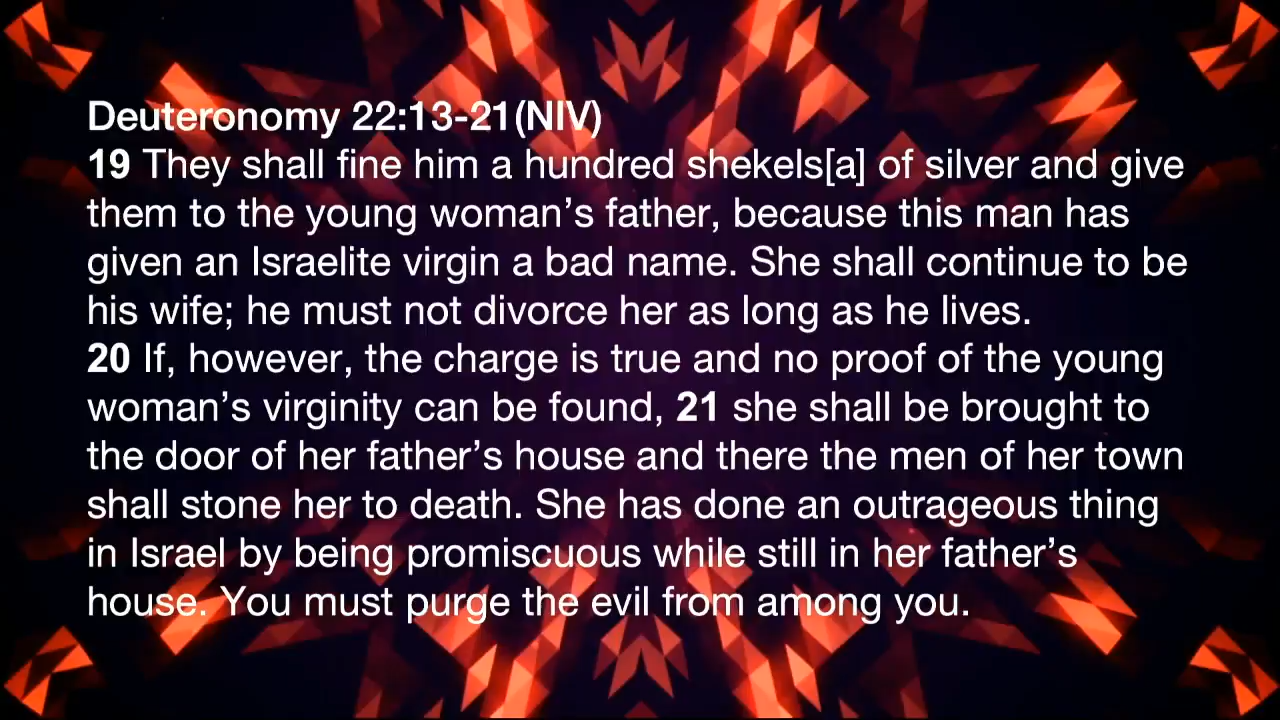 Deuteronomy 22:13-21(NIV)
19 They shall fine him a hundred shekels[a] of silver and give
them to the young woman’s father, because this man has
given an Israelite virgin a bad name. She shall continue to be
his wife; he must not divorce her as long as he lives.
20 If, however, the charge is true and no proof of the young
woman’s virginity can be found, 21 she shall be brought to
the door of her father’s house and there the men of her town
shall stone her to death. She has done an outrageous thing
in Israel by being promiscuous while still in her father’s
house. You must purge the evil from among you.